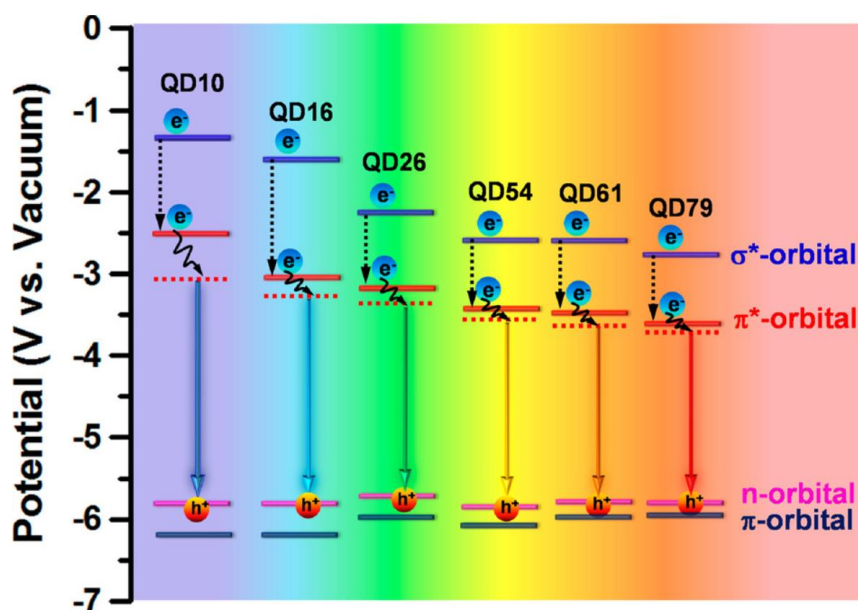 Potential (V vs. Vacuum)
0
-1
-2
-3
-4
-5
-6
-7
QD10
QD16
QD26
QD54
QD61
QD79
e-
e-
e-
e-
e-
e-
e-
e-
e-
e-
e-
e-
σ*-orbital
π*-orbital
h+
h+
h+
h+
h+
h+
n-orbital
π-orbital